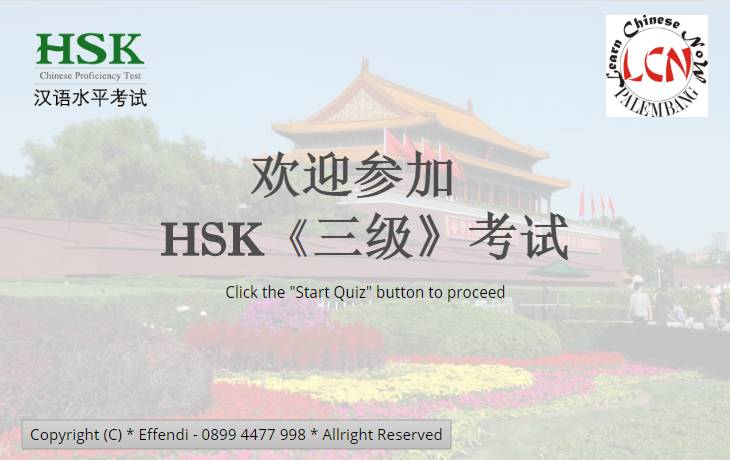 HSK
Chinese Proficiency Test
汉语水平考试
Learn Chinese NoW
LCN
PALEMBANG
欢迎参加
HSK《三级》考试
Click the "Start Quiz" button to proceed
Copyright (C) * Effendi - 0899 4477 998 * Allright Reserved